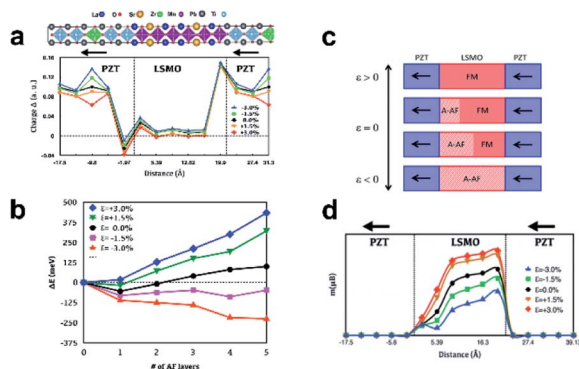 La O Sr Zr Mn Pb Ti
a
PZT LSMO PZT
Charge Δ (a. u.)
0.16
0.12
0.08
0.04
0
-0.04
-3.0%
-1.5%
0.0%
+1.5%
+3.0%
-17.5 -9.8 -1.97 5.39 12.03 19.9 27.4 31.3
Distance (Å)
b
ΔE (meV)
500
375
250
125
0
-125
-250
-375
Ɛ=+3.0%
Ɛ=+1.5%
Ɛ= 0.0%
Ɛ= -1.5%
Ɛ= -3.0%
0 1 2 3 4 5
# of AF layers
c
PZT LSMO PZT
ε > 0
FM
A-AF FM
ε = 0
A-AF FM
ε < 0
A-AF
d
PZT LSMO PZT
m(μB)
Ɛ=-3.0%
Ɛ=-1.5%
Ɛ=0.0%
Ɛ=+1.5%
Ɛ=+3.0%
-17.5 -5.8 5.39 16.3 27.4 39.13
Distance (Å)